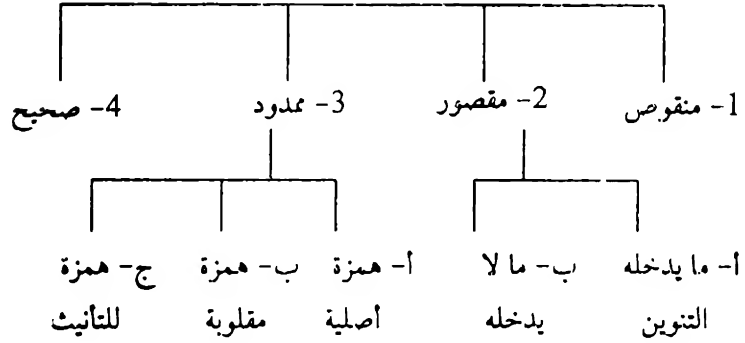 1- منقوص 2- مقصور 3- ممدود 4- صحيح
أ- ما يدخله ب- ما لا أ- همزة ب- همزة ج- همزة
التنوين يدخله أصلية مقلوبة للتأنيث